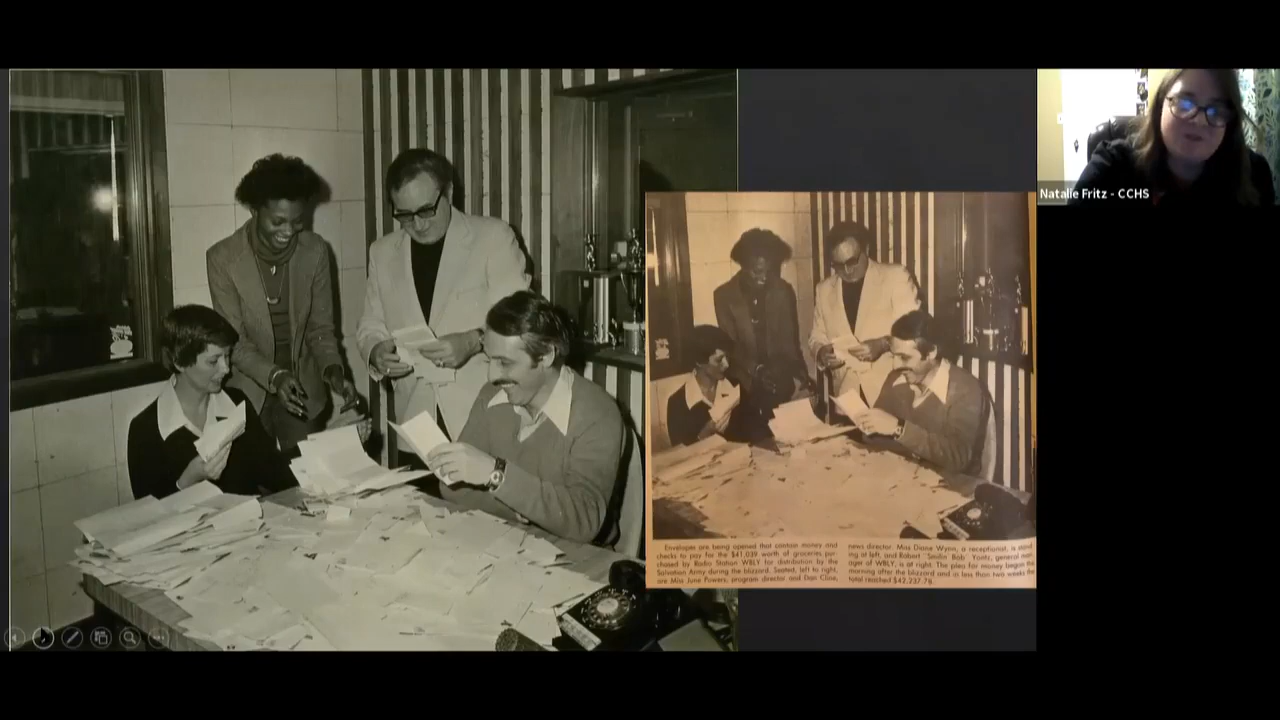 Natalie Fritz - CCHS
Envelopes are being opened that contain money and
checks to pay for the $41,039 worth of groceries pur-
chased by Radio Station WBLY for distribution by the
Salvation Army during the blizzard. Seated, left to right,
are Miss June Powers, program director and Dan Cline,
news director. Miss Diane Wynn, a receptionist, is stand-
ing at left, and Robert "Smilin' Bob" Yontz, general man-
ager of WBLY, is at right. The plea for money began the
morning after the blizzard and in less than two weeks the
total reached $42,237.78.